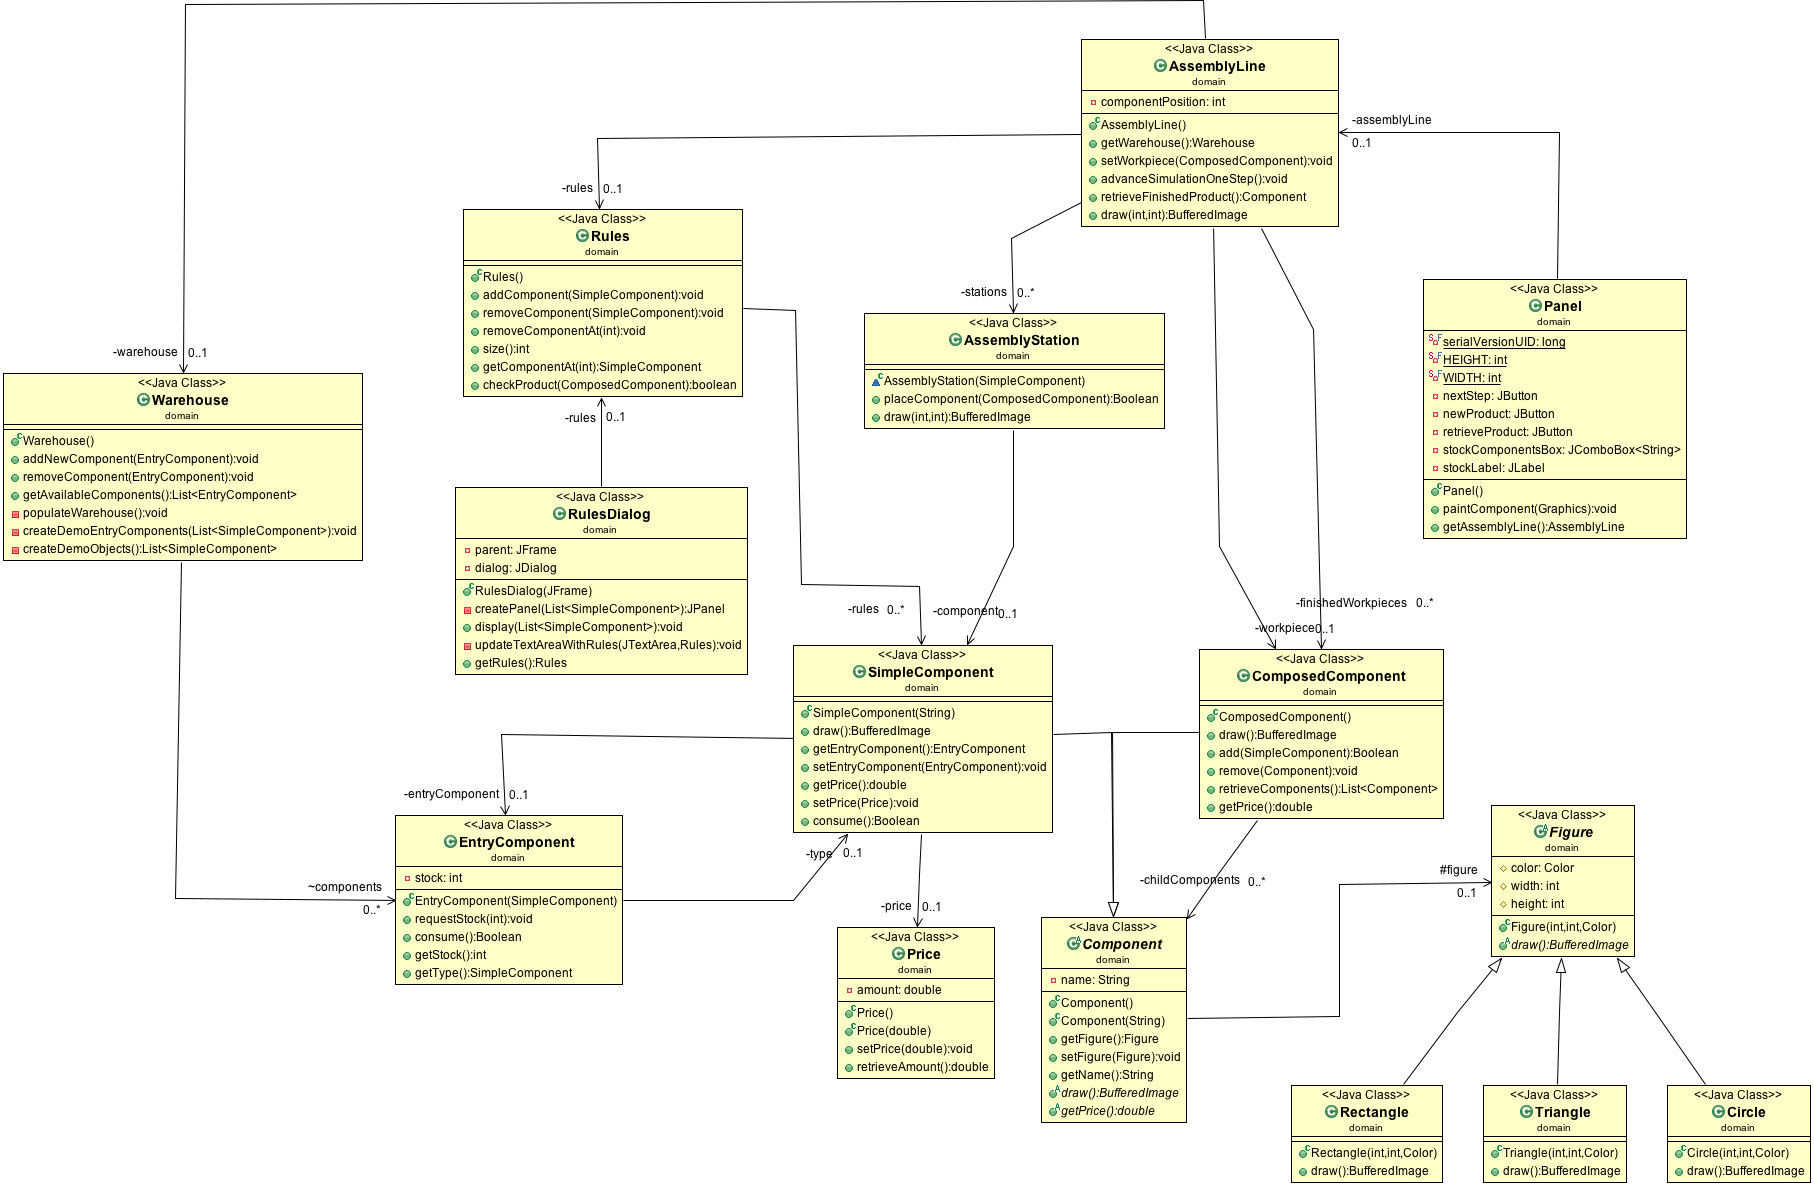 <<Java Class>>
AssemblyLine
domain
componentPosition: int
AssemblyLine()
getWarehouse():Warehouse
setWorkpiece(ComposedComponent):void
advanceSimulationOneStep():void
retrieveFinishedProduct():Component
draw(int,int):BufferedImage
-assemblyLine
0..1
-rules 0..1
<<Java Class>>
Rules
domain
Rules()
addComponent(SimpleComponent):void
removeComponent(SimpleComponent):void
removeComponentAt(int):void
size():int
getComponentAt(int):SimpleComponent
checkProduct(ComposedComponent):boolean
-stations 0..*
<<Java Class>>
AssemblyStation
domain
AssemblyStation(SimpleComponent)
placeComponent(ComposedComponent):Boolean
draw(int,int):BufferedImage
<<Java Class>>
Panel
domain
serialVersionUID: long
HEIGHT: int
WIDTH: int
nextStep: JButton
newProduct: JButton
retrieveProduct: JButton
stockComponentsBox: JComboBox<String>
stockLabel: JLabel
Panel()
paintComponent(Graphics):void
getAssemblyLine():AssemblyLine
-warehouse 0..1
<<Java Class>>
Warehouse
domain
Warehouse()
addNewComponent(EntryComponent):void
removeComponent(EntryComponent):void
getAvailableComponents():List<EntryComponent>
populateWarehouse():void
createDemoEntryComponents(List<SimpleComponent>):void
createDemoObjects():List<SimpleComponent>
-rules 0..1
<<Java Class>>
RulesDialog
domain
parent: JFrame
dialog: JDialog
RulesDialog(JFrame)
createPanel(List<SimpleComponent>):JPanel
display(List<SimpleComponent>):void
updateTextAreaWithRules(JTextArea,Rules):void
getRules():Rules
-rules 0..*
-component 0..1
-finishedWorkpieces 0..*
-workpiece 0..1
<<Java Class>>
SimpleComponent
domain
SimpleComponent(String)
draw():BufferedImage
getEntryComponent():EntryComponent
setEntryComponent(EntryComponent):void
getPrice():double
setPrice(Price):void
consume():Boolean
<<Java Class>>
ComposedComponent
domain
ComposedComponent()
draw():BufferedImage
add(SimpleComponent):Boolean
remove(Component):void
retrieveComponents():List<Component>
getPrice():double
-entryComponent 0..1
<<Java Class>>
EntryComponent
domain
stock: int
EntryComponent(SimpleComponent)
requestStock(int):void
consume():Boolean
getStock():int
getType():SimpleComponent
~components
0..*
-type 0..1
-price 0..1
<<Java Class>>
Price
domain
amount: double
Price()
Price(double)
setPrice(double):void
retrieveAmount():double
-childComponents 0..*
<<Java Class>>
Component
domain
name: String
Component()
Component(String)
getFigure():Figure
setFigure(Figure):void
getName():String
draw():BufferedImage
getPrice():double
#figure
0..1
<<Java Class>>
Figure
domain
color: Color
width: int
height: int
Figure(int,int,Color)
draw():BufferedImage
<<Java Class>>
Rectangle
domain
Rectangle(int,int,Color)
draw():BufferedImage
<<Java Class>>
Triangle
domain
Triangle(int,int,Color)
draw():BufferedImage
<<Java Class>>
Circle
domain
Circle(int,int,Color)
draw():BufferedImage